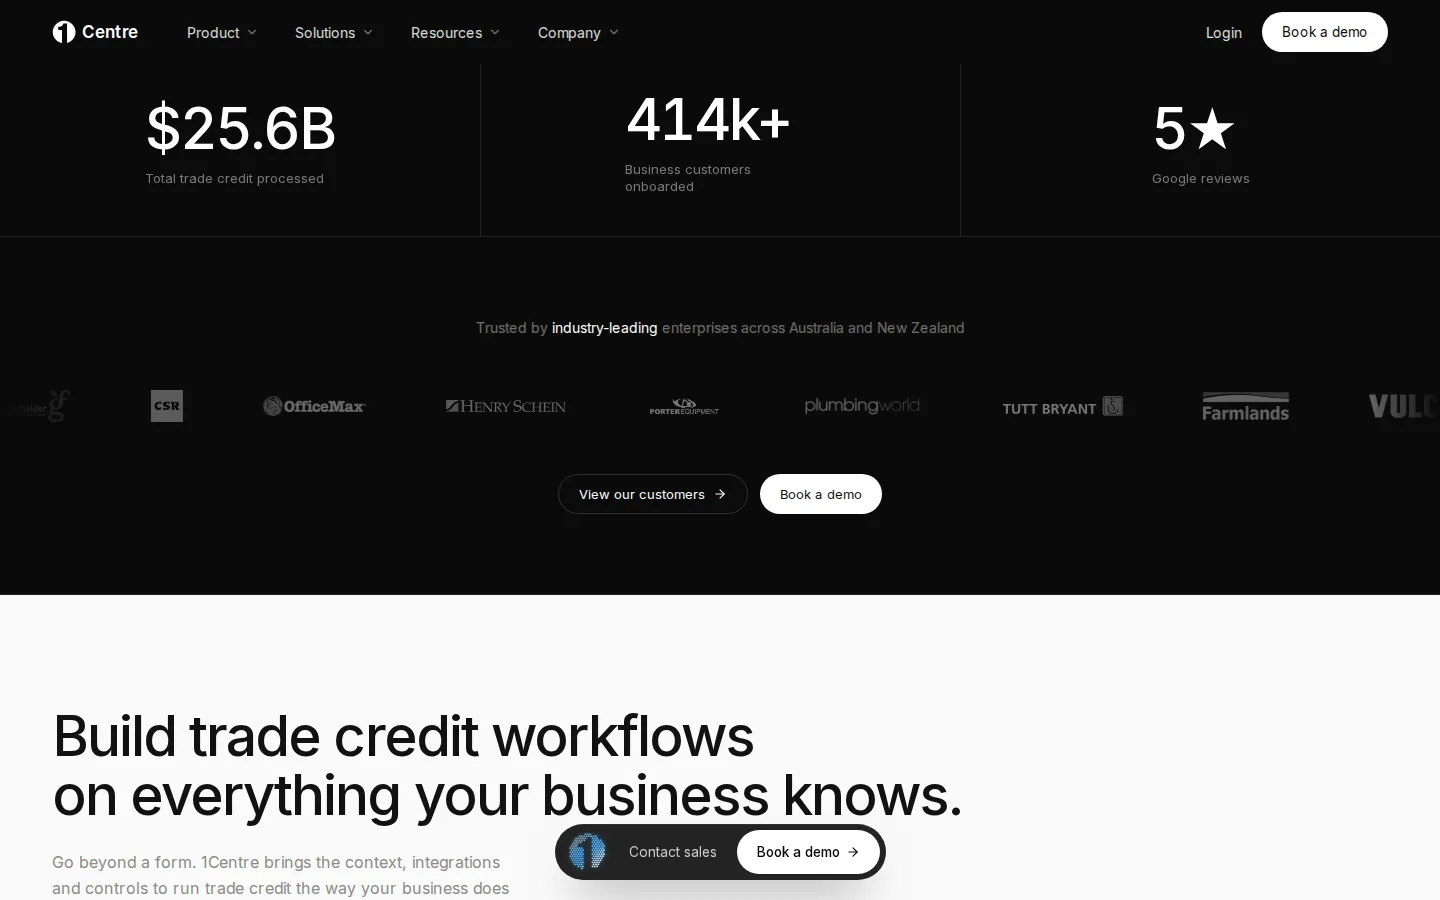 1 Centre
Product
Solutions
Resources
Company
Login
Book a demo
$25.6B
Total trade credit processed
414k+
Business customers
onboarded
5★
Google reviews
Trusted by industry-leading enterprises across Australia and New Zealand
CSR
OfficeMax
HENRY SCHEIN
PORTEREQUIPMENT
plumbingworld
TUTT BRYANT
Farmlands
VULC
View our customers →
Book a demo
Build trade credit workflows
on everything your business knows.
Go beyond a form. 1Centre brings the context, integrations
and controls to run trade credit the way your business does
Contact sales
Book a demo →